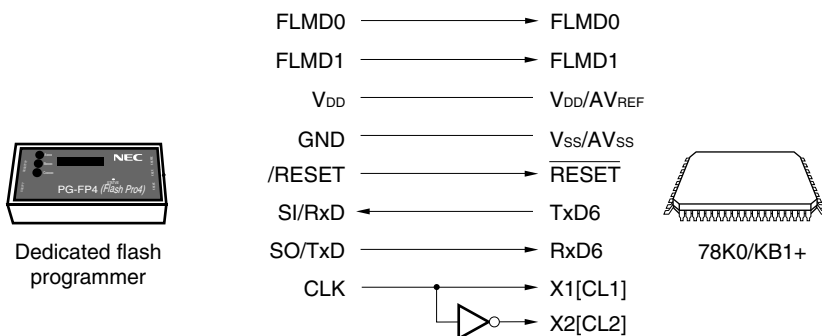 FLMD0 FLMD0
FLMD1 FLMD1
VDD VDD/AVREF
GND VSS/AVSS
/RESET RESET
SI/RxD TxD6
SO/TxD RxD6
CLK X1[CL1]
X2[CL2]
NEC
PG-FP4 (Flash Pro4)
Dedicated flash
programmer
78K0/KB1+